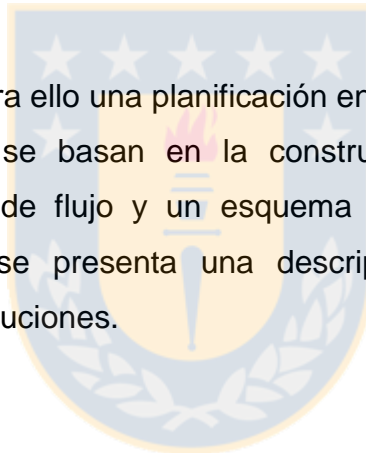 ra ello una planificación en
se basan en la constru
de flujo y un esquema
se presenta una descrip
uciones.